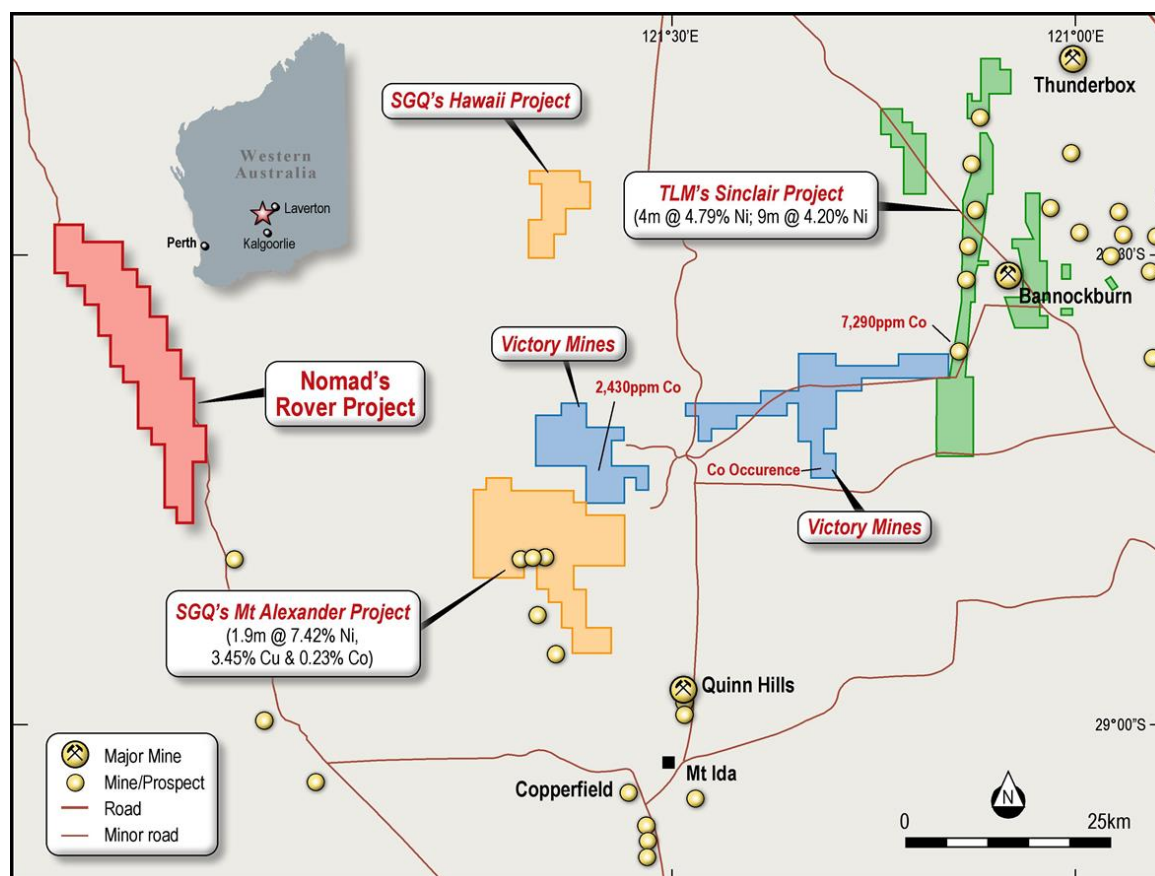 121°30'E
121°00'E
Thunderbox
SGQ's Hawaii Project
Western
Australia
Laverton
Perth
Kalgoorlie
TLM's Sinclair Project
(4m @ 4.79% Ni; 9m @ 4.20% Ni)
30"S
Bannockburn
7,290ppm Co
Victory Mines
2,430ppm Co
Nomad's
Rover Project
Co Occurence
Victory Mines
SGQ's Mt Alexander Project
(1.9m @ 7.42% Ni,
3.45% Cu & 0.23% Co)
Quinn Hills
29°00"S
Major Mine
Mine/Prospect
Road
Minor road
Mt Ida
Copperfield
N
0
25km